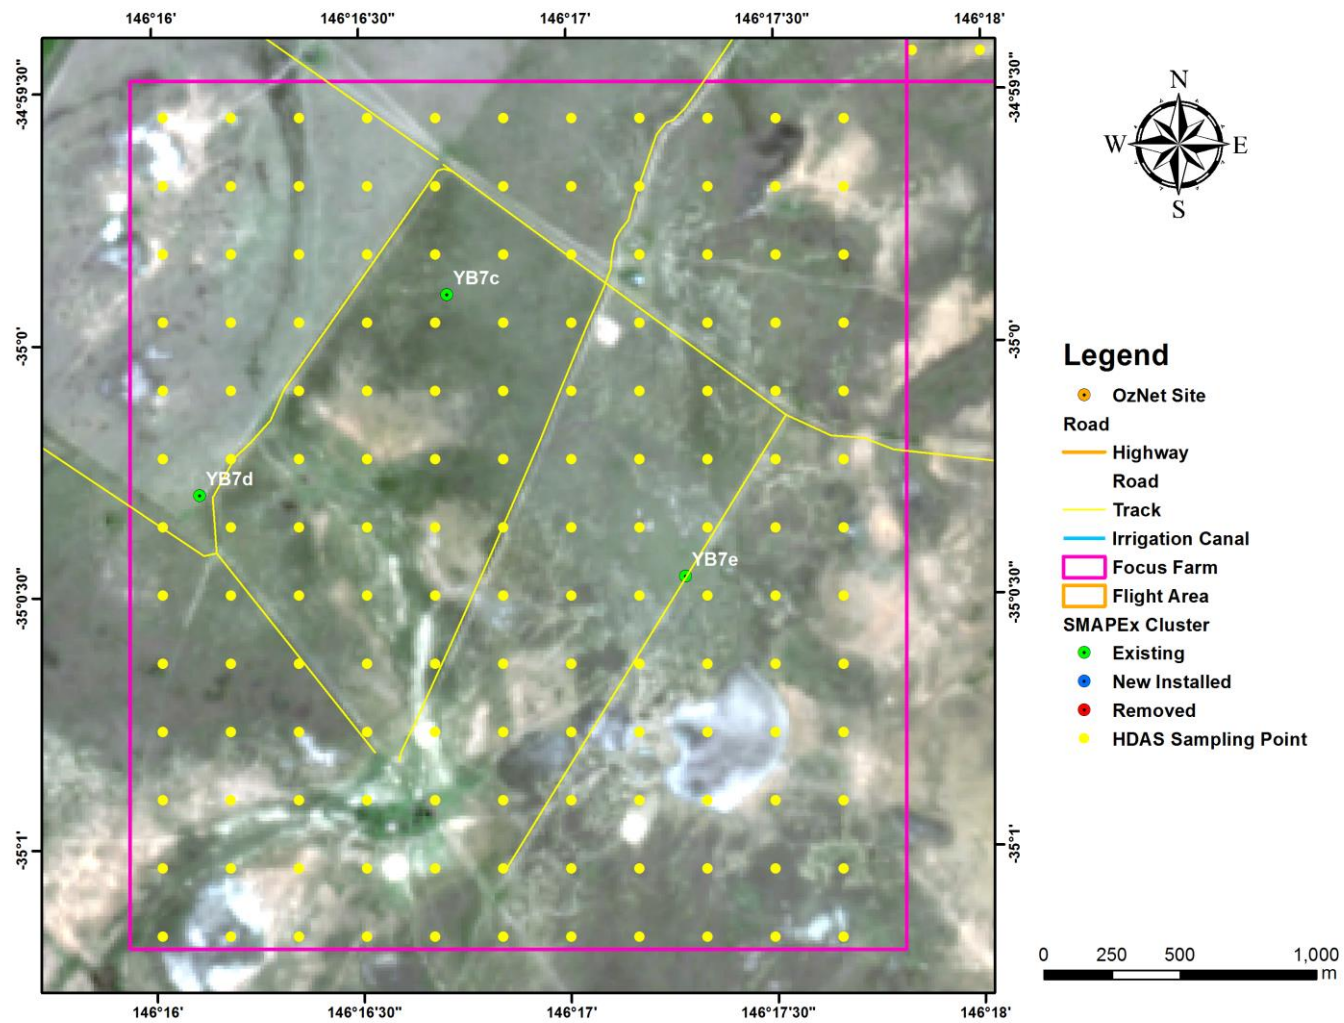 146°16' 146°16'30" 146°17' 146°17'30" 146°18'
-34°59'30" -34°59'30"
N
W E
S
YB7c
-35°0' -35°0'
Legend
OzNet Site
Road
Highway
Road
YB7d
Track
Irrigation Canal
YB7e
Focus Farm
-35°0'30" -35°0'30"
Flight Area
SMAPEx Cluster
Existing
New Installed
Removed
HDAS Sampling Point
-35°1' -35°1'
0 250 500 1,000
m
146°16' 146°16'30" 146°17' 146°17'30" 146°18'